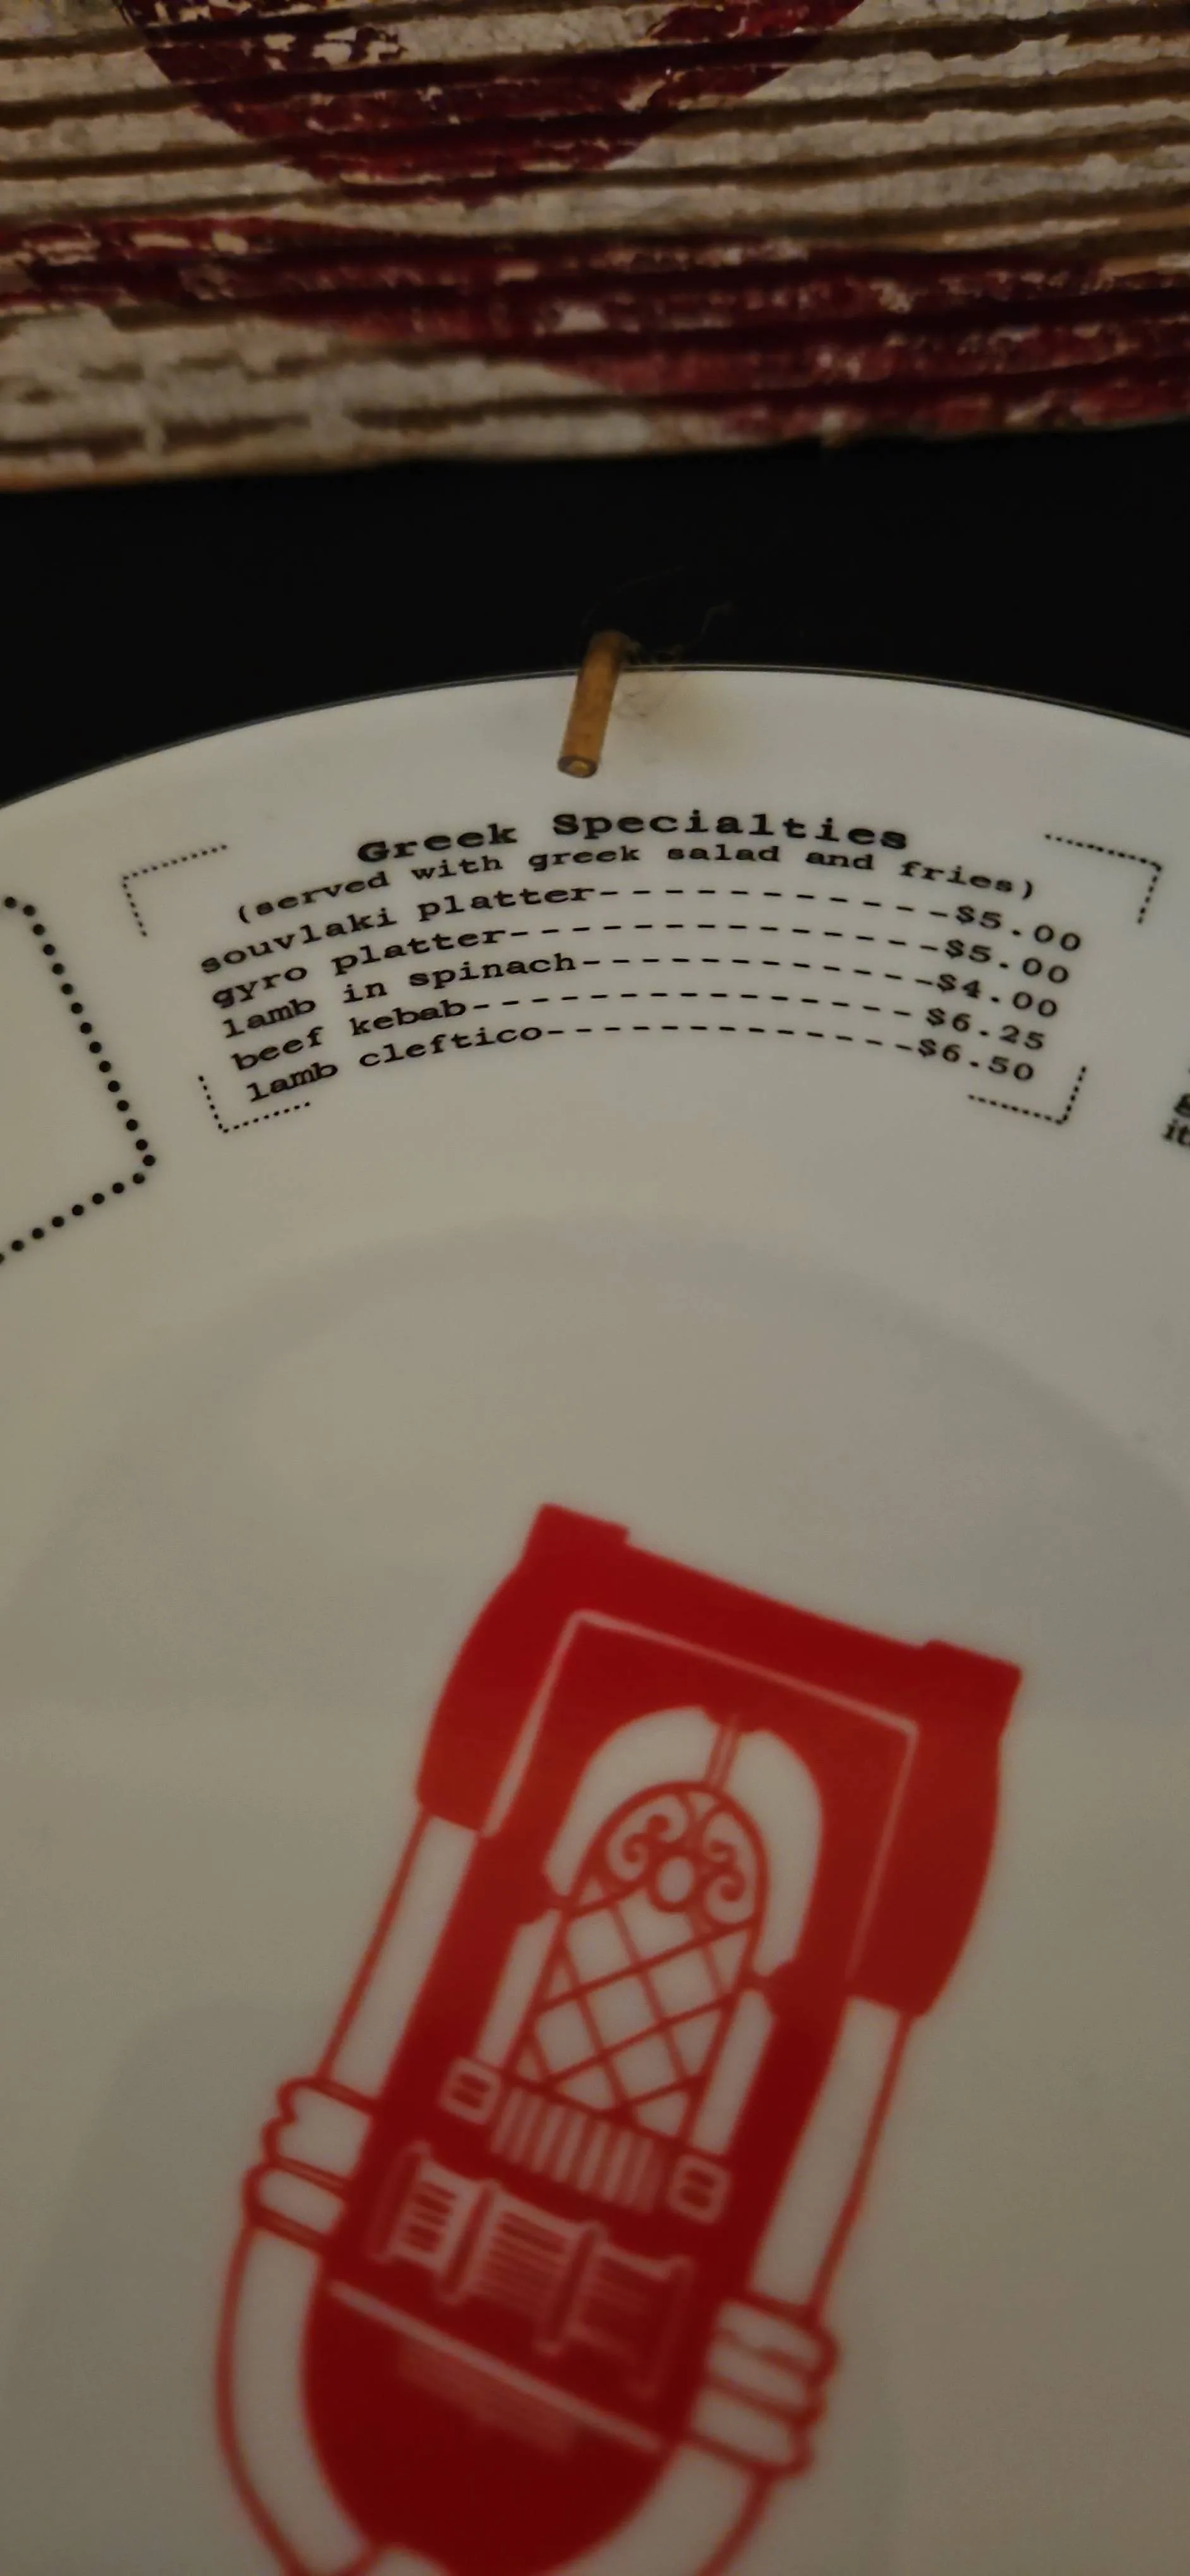 Greek Specialties
(served with greek salad and fries)
souvlaki platter-----------$5.00
gyro platter--------------$5.00
lamb in spinach------------$4.00
beef kebab--------------$6.25
lamb cleftico------------$6.50